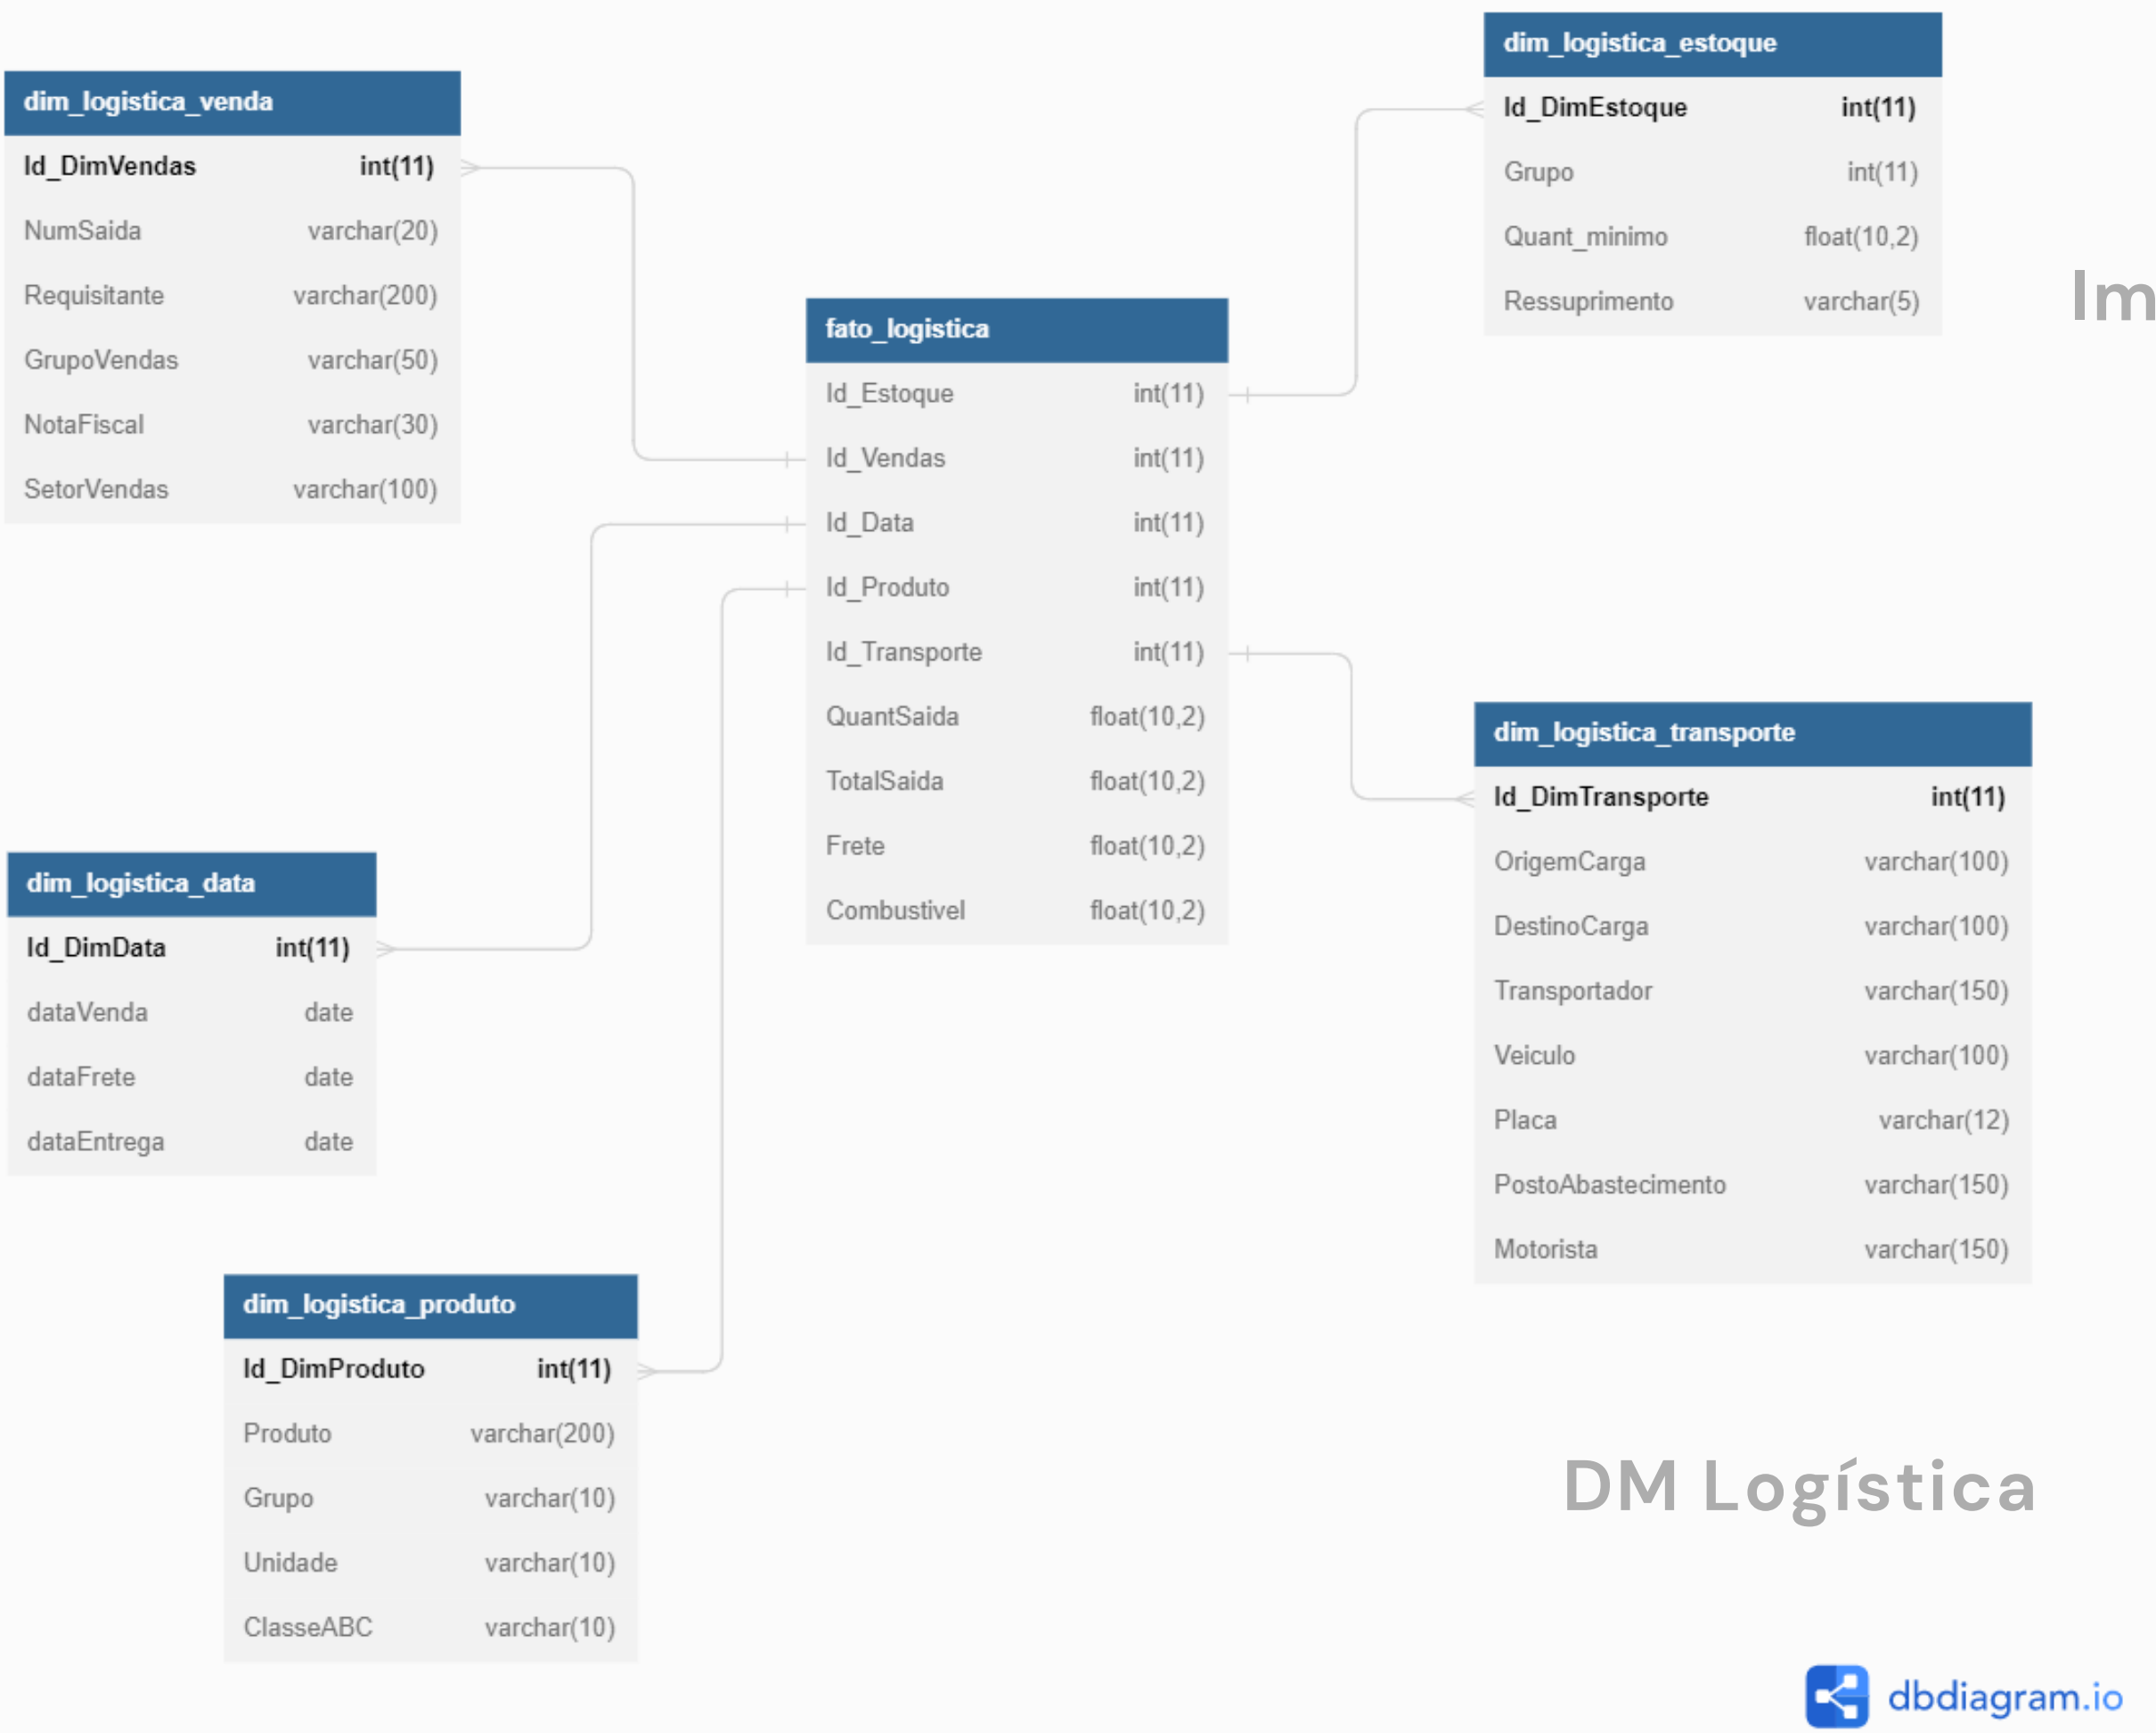 dim_logistica_venda
Id_DimVendas int(11)
NumSaida varchar(20)
Requisitante varchar(200)
GrupoVendas varchar(50)
NotaFiscal varchar(30)
SetorVendas varchar(100)
dim_logistica_estoque
Id_DimEstoque int(11)
Grupo int(11)
Quant_minimo float(10,2)
Ressuprimento varchar(5)
Im
fato_logistica
Id_Estoque int(11)
Id_Vendas int(11)
Id_Data int(11)
Id_Produto int(11)
Id_Transporte int(11)
QuantSaida float(10,2)
TotalSaida float(10,2)
Frete float(10,2)
Combustivel float(10,2)
dim_logistica_transporte
Id_DimTransporte int(11)
OrigemCarga varchar(100)
DestinoCarga varchar(100)
Transportador varchar(150)
Veiculo varchar(100)
Placa varchar(12)
PostoAbastecimento varchar(150)
Motorista varchar(150)
dim_logistica_data
Id_DimData int(11)
dataVenda date
dataFrete date
dataEntrega date
dim_logistica_produto
Id_DimProduto int(11)
Produto varchar(200)
Grupo varchar(10)
Unidade varchar(10)
ClasseABC varchar(10)
DM Logística
dbdiagram.io